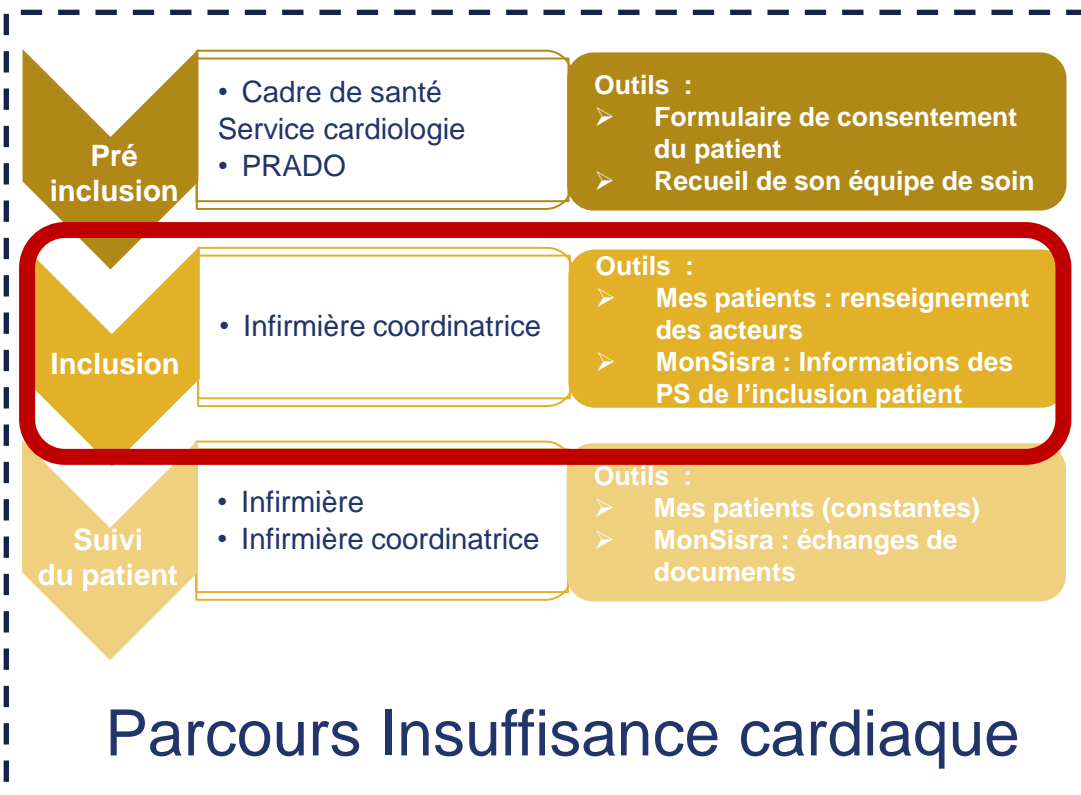 Pré
inclusion
• Cadre de santé
Service cardiologie
• PRADO
Outils :
➢ Formulaire de consentement
du patient
➢ Recueil de son équipe de soin
Inclusion
• Infirmière coordinatrice
Outils :
➢ Mes patients : renseignement
des acteurs
➢ MonSisra : Informations des
PS de l’inclusion patient
Suivi
du patient
• Infirmière
• Infirmière coordinatrice
Outils :
➢ Mes patients (constantes)
➢ MonSisra : échanges de
documents
Parcours Insuffisance cardiaque